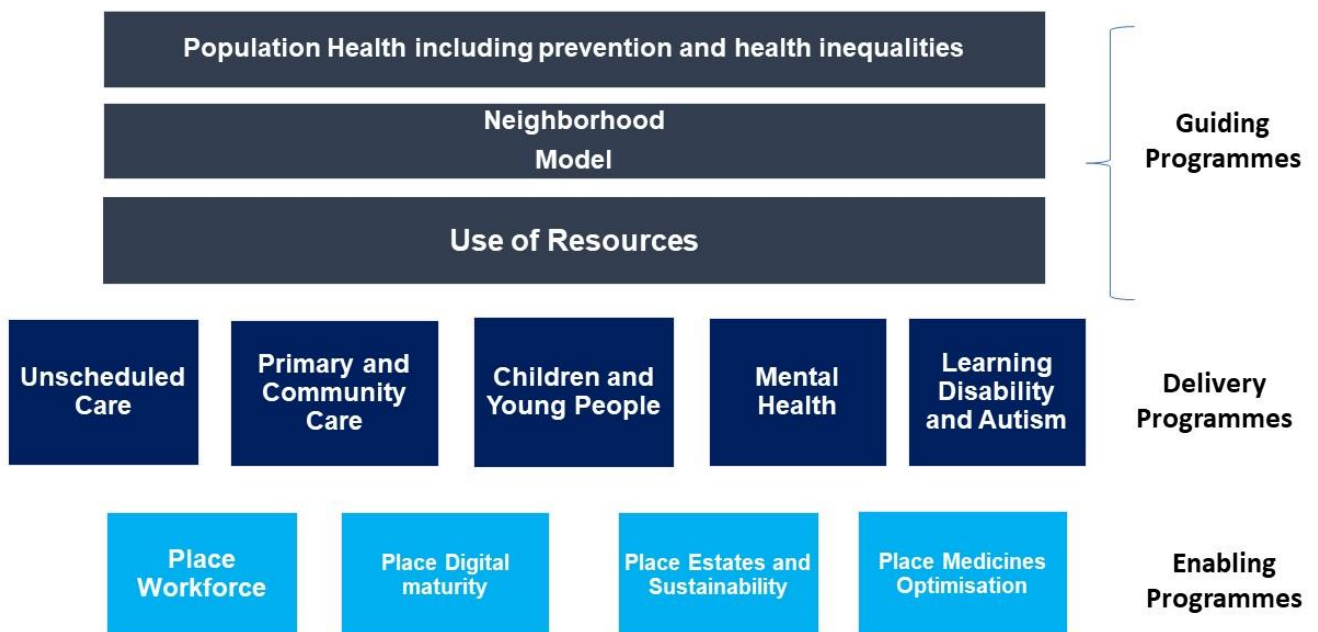 Population Health including prevention and health inequalities
Neighborhood
Model
Use of Resources
Guiding
Programmes
Unscheduled
Care
Primary and
Community
Care
Children and
Young People
Mental
Health
Learning
Disability
and Autism
Delivery
Programmes
Place
Workforce
Place Digital
maturity
Place Estates and
Sustainability
Place Medicines
Optimisation
Enabling
Programmes